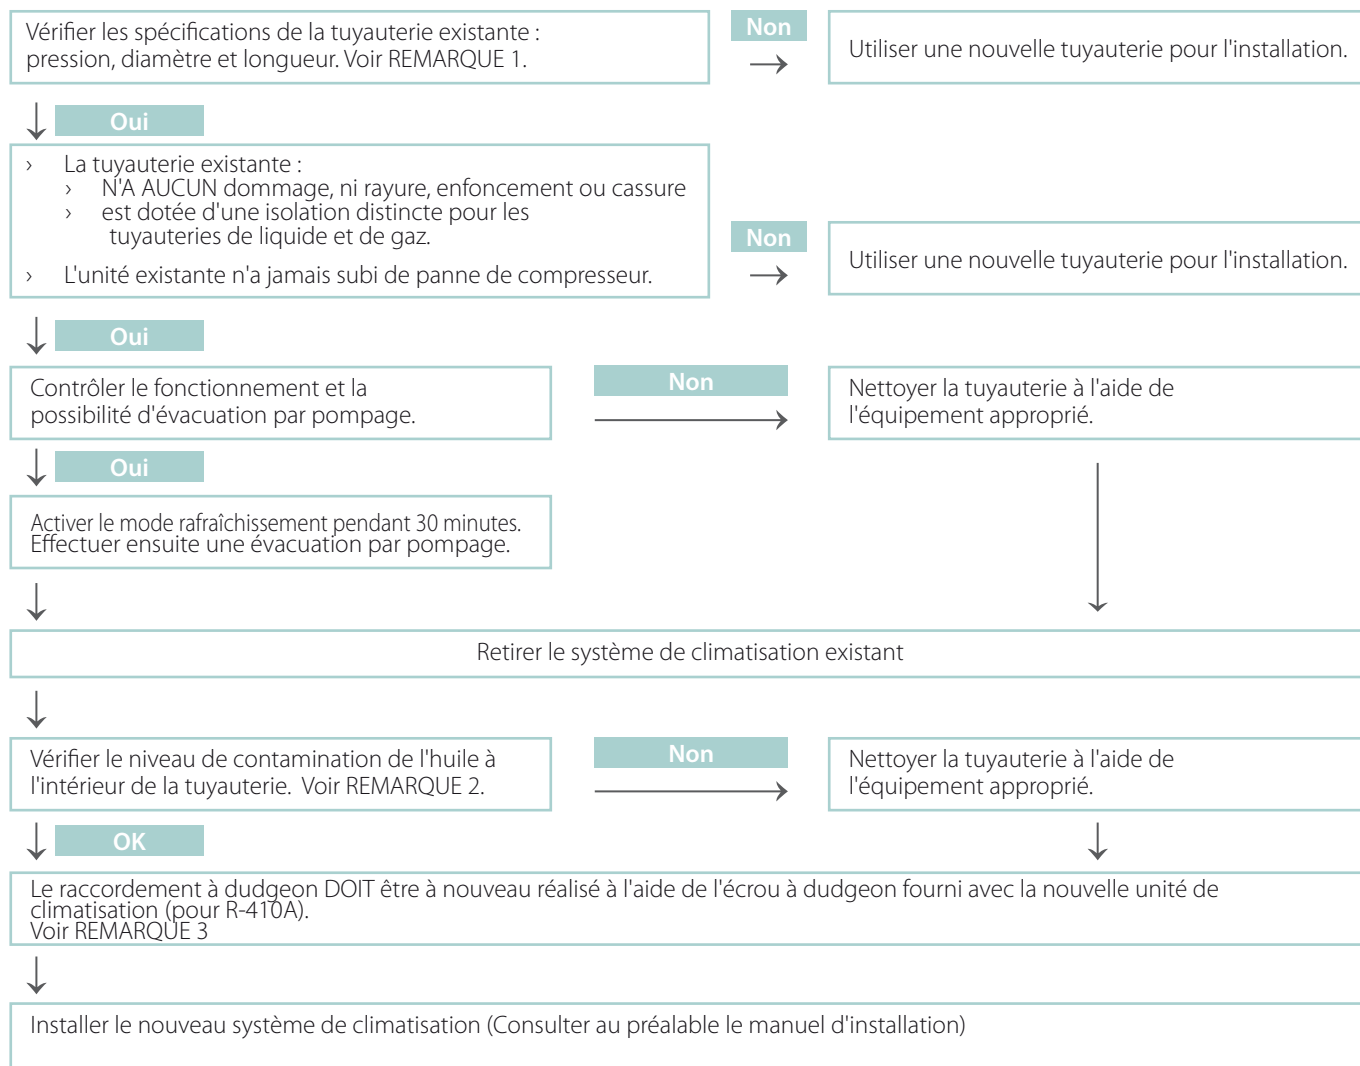 Vérifier les spécifications de la tuyauterie existante :
pression, diamètre et longueur. Voir REMARQUE 1.
Non
Utiliser une nouvelle tuyauterie pour l'installation.
Oui
› La tuyauterie existante :
› N'A AUCUN dommage, ni rayure, enfoncement ou cassure
› est dotée d'une isolation distincte pour les
tuyauteries de liquide et de gaz.
› L'unité existante n'a jamais subi de panne de compresseur.
Non
Utiliser une nouvelle tuyauterie pour l'installation.
Oui
Contrôler le fonctionnement et la
possibilité d'évacuation par pompage.
Non
Nettoyer la tuyauterie à l'aide de
l'équipement approprié.
Oui
Activer le mode rafraîchissement pendant 30 minutes.
Effectuer ensuite une évacuation par pompage.
Retirer le système de climatisation existant
Vérifier le niveau de contamination de l'huile à
l'intérieur de la tuyauterie. Voir REMARQUE 2.
Non
Nettoyer la tuyauterie à l'aide de
l'équipement approprié.
OK
Le raccordement à dudgeon DOIT être à nouveau réalisé à l'aide de l'écrou à dudgeon fourni avec la nouvelle unité de
climatisation (pour R-410A).
Voir REMARQUE 3
Installer le nouveau système de climatisation (Consulter au préalable le manuel d'installation)